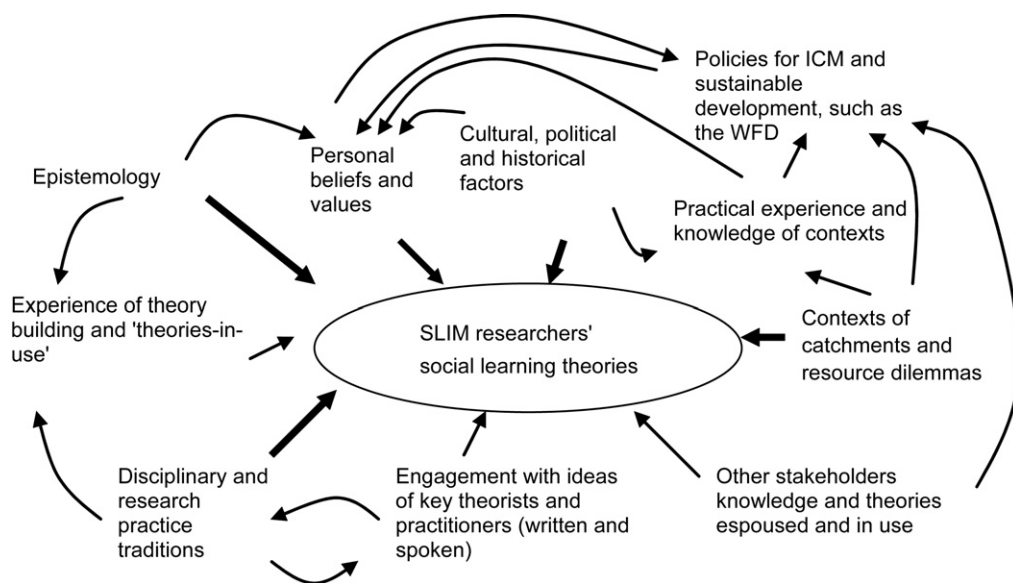 Policies for ICM and
sustainable
development, such as
the WFD
Cultural, political
and historical
factors
Personal
beliefs and
values
Epistemology
Practical experience and
knowledge of contexts
Experience of theory
building and 'theories-in-
use'
SLIM researchers'
social learning theories
Contexts of
catchments and
resource dilemmas
Disciplinary and
research
practice
traditions
Engagement with ideas
of key theorists and
practitioners (written and
spoken)
Other stakeholders
knowledge and theories
espoused and in use